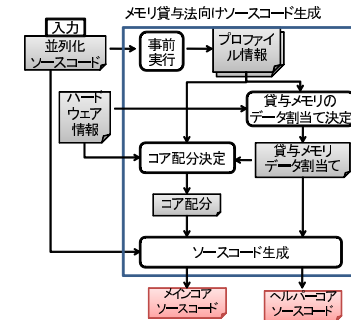 メモリ貸与法向けソースコード生成
入力
並列化
ソースコード
事前
実行
プロファイ
ル情報
ハード
ウェア
情報
貸与メモリの
データ割当て決定
コア配分決定
貸与メモリ
データ割当て
コア配分
ソースコード生成
メインコア
ソースコード
ヘルパーコア
ソースコード